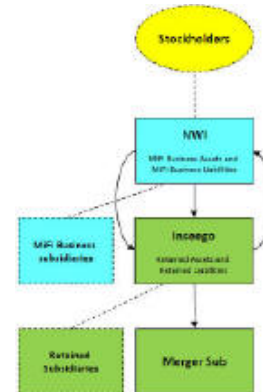 Stockholders
NWI
MiFi Business Assets and
MiFi Business Liabilities
MiFi Business
subsidiaries
Inseego
Retained Assets and
Retained Liabilities
Retained
Subsidiaries
Merger Sub